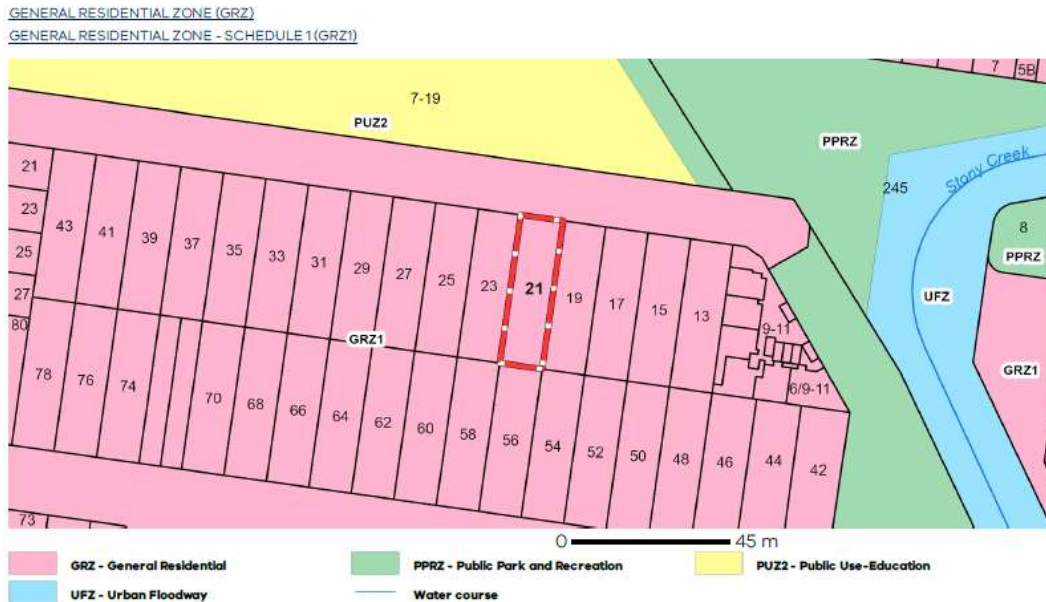 GENERAL RESIDENTIAL ZONE (GRZ)
GENERAL RESIDENTIAL ZONE - SCHEDULE 1 (GRZ1)
7 5B
7-19
PUZ2
PPRZ
Stony Creek
245
21
23
25
27
80
43 41 39 37 35 33 31 29 27 25 23 21 19 17 15 13
8
PPRZ
UFZ
9-11
GRZ1
GRZ1
6/9-11
78 76 74 70 68 66 64 62 60 58 56 54 52 50 48 46 44 42
73
0 45 m
GRZ - General Residential PPRZ - Public Park and Recreation PUZ2 - Public Use-Education
UFZ - Urban Floodway Water course